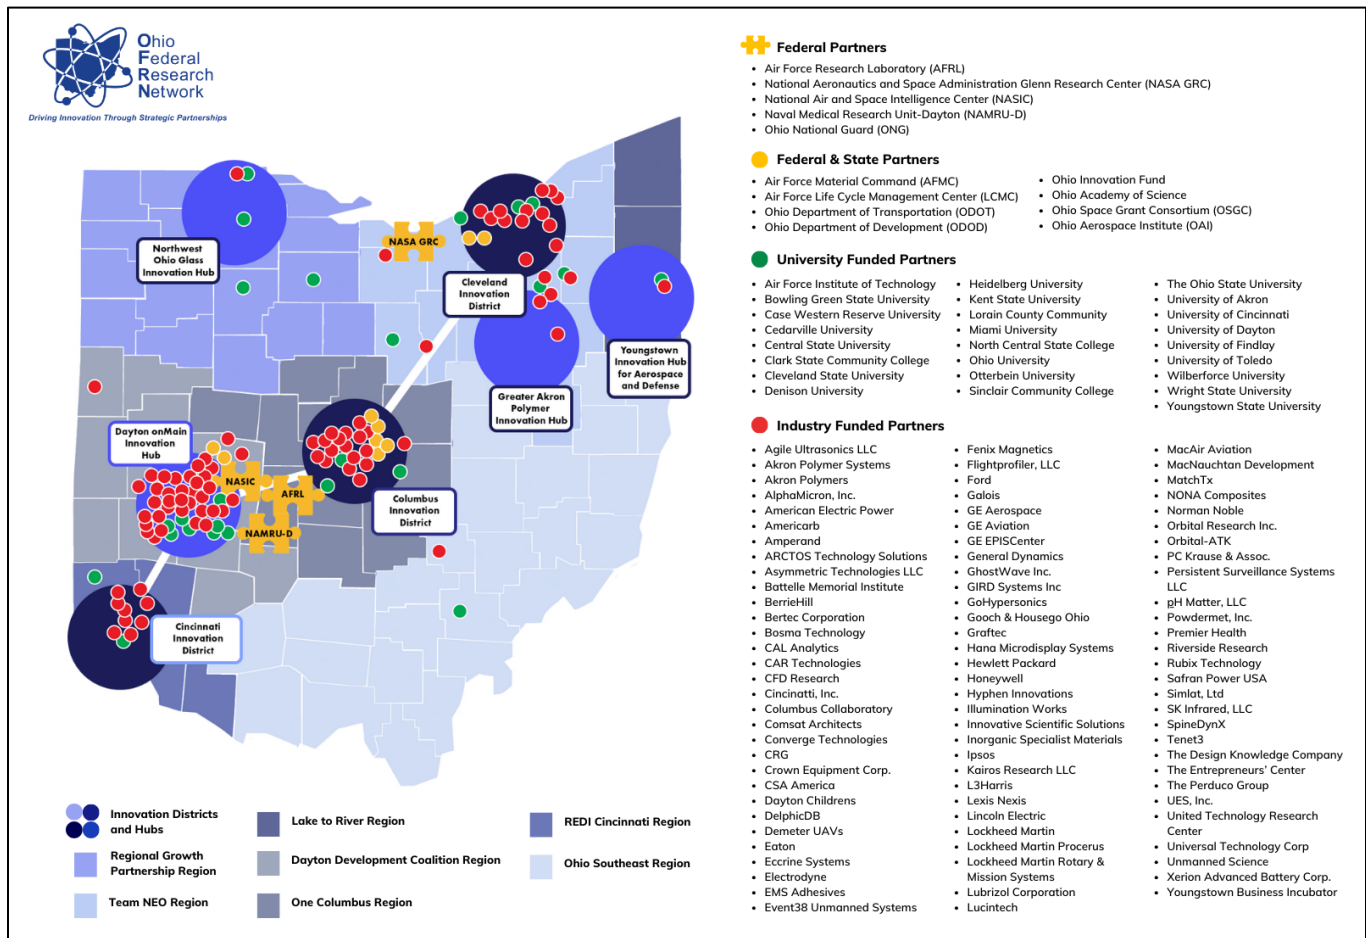 Ohio
Federal
Research
Network
Driving Innovation Through Strategic Partnerships
Northwest
Ohio Glass
Innovation Hub
NASA GRC
Cleveland
Innovation
District
Youngstown
Innovation Hub
for Aerospace
and Defense
Greater Akron
Polymer
Innovation Hub
Dayton onMain
Innovation
Hub
NASIC
AFRL
NAMRU-D
Columbus
Innovation
District
Cincinnati
Innovation
District
Innovation Districts
and Hubs
Regional Growth
Partnership Region
Team NEO Region
Lake to River Region
Dayton Development Coalition Region
One Columbus Region
REDI Cincinnati Region
Ohio Southeast Region
Federal Partners
• Air Force Research Laboratory (AFRL)
• National Aeronautics and Space Administration Glenn Research Center (NASA GRC)
• National Air and Space Intelligence Center (NASIC)
• Naval Medical Research Unit-Dayton (NAMRU-D)
• Ohio National Guard (ONG)
Federal & State Partners
• Air Force Material Command (AFMC)
• Air Force Life Cycle Management Center (LCMC)
• Ohio Department of Transportation (ODOT)
• Ohio Department of Development (ODOD)
• Ohio Innovation Fund
• Ohio Academy of Science
• Ohio Space Grant Consortium (OSGC)
• Ohio Aerospace Institute (OAI)
University Funded Partners
• Air Force Institute of Technology
• Bowling Green State University
• Case Western Reserve University
• Cedarville University
• Central State University
• Clark State Community College
• Cleveland State University
• Denison University
• Heidelberg University
• Kent State University
• Lorain County Community
• Miami University
• North Central State College
• Ohio University
• Otterbein University
• Sinclair Community College
• The Ohio State University
• University of Akron
• University of Cincinnati
• University of Dayton
• University of Findlay
• University of Toledo
• Wilberforce University
• Wright State University
• Youngstown State University
Industry Funded Partners
• Agile Ultrasonics LLC
• Akron Polymer Systems
• Akron Polymers
• AlphaMicron, Inc.
• American Electric Power
• Americarb
• Amperand
• ARCTOS Technology Solutions
• Asymmetric Technologies LLC
• Battelle Memorial Institute
• BerrieHill
• Bertec Corporation
• Bosma Technology
• CAL Analytics
• CAR Technologies
• CFD Research
• Cincinatti, Inc.
• Columbus Collaboratory
• Comsat Architects
• Converge Technologies
• CRG
• Crown Equipment Corp.
• CSA America
• Dayton Childrens
• DelphicDB
• Demeter UAVs
• Eaton
• Eccrine Systems
• Electrodyne
• EMS Adhesives
• Event38 Unmanned Systems
• Fenix Magnetics
• Flightprofiler, LLC
• Ford
• Galois
• GE Aerospace
• GE Aviation
• GE EPISCenter
• General Dynamics
• GhostWave Inc.
• GIRD Systems Inc
• GoHypersonics
• Gooch & Housego Ohio
• Graftec
• Hana Microdisplay Systems
• Hewlett Packard
• Honeywell
• Hyphen Innovations
• Illumination Works
• Innovative Scientific Solutions
• Inorganic Specialist Materials
• Ipsos
• Kairos Research LLC
• L3Harris
• Lexis Nexis
• Lincoln Electric
• Lockheed Martin
• Lockheed Martin Procerus
• Lockheed Martin Rotary &
Mission Systems
• Lubrizol Corporation
• Lucintech
• MacAir Aviation
• MacNauchtan Development
• MatchTx
• NONA Composites
• Norman Noble
• Orbital Research Inc.
• Orbital-ATK
• PC Krause & Assoc.
• Persistent Surveillance Systems
LLC
• pH Matter, LLC
• Powdermet, Inc.
• Premier Health
• Riverside Research
• Rubix Technology
• Safran Power USA
• Simlat, Ltd
• SK Infrared, LLC
• SpineDynX
• Tenet3
• The Design Knowledge Company
• The Entrepreneurs' Center
• The Perduco Group
• UES, Inc.
• United Technology Research
Center
• Universal Technology Corp
• Unmanned Science
• Xerion Advanced Battery Corp.
• Youngstown Business Incubator